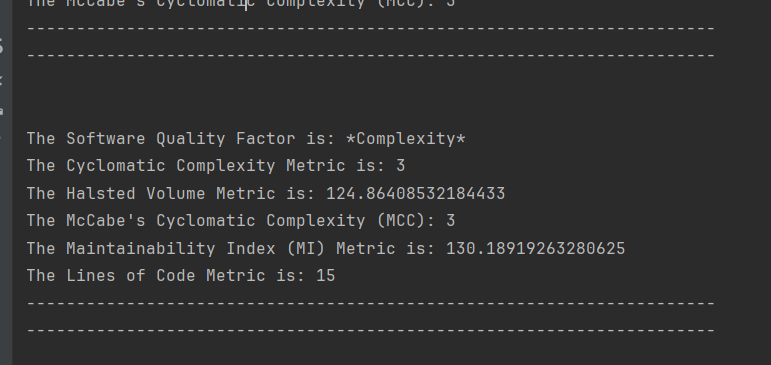 The McCabe's Cyclomatic Complexity (MCC): 3
---------------------------------------------------------------------
---------------------------------------------------------------------
The Software Quality Factor is: *Complexity*
The Cyclomatic Complexity Metric is: 3
The Halsted Volume Metric is: 124.86408532184433
The McCabe's Cyclomatic Complexity (MCC): 3
The Maintainability Index (MI) Metric is: 130.18919263280625
The Lines of Code Metric is: 15
---------------------------------------------------------------------
---------------------------------------------------------------------